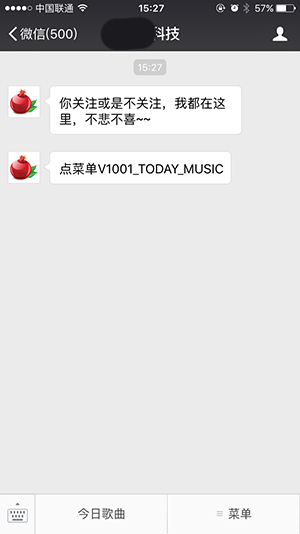 中国联通
15:27
57%
微信(500)
科技
15:27
你关注或是不关注，我都在这
里，不悲不喜~~
点菜单V1001_TODAY_MUSIC
今日歌曲
菜单